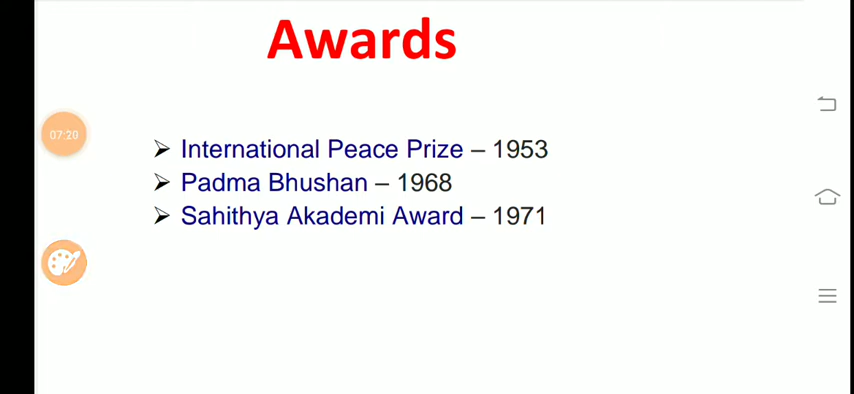 Awards
07:20
➢ International Peace Prize – 1953
➢ Padma Bhushan – 1968
➢ Sahithya Akademi Award – 1971